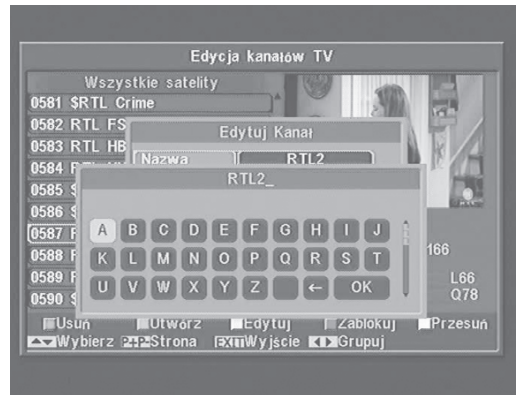 Edycja kanałów TV
Wszystkie satelity
0581 $RTL Crime
0582 RTL FS
0583 RTL HB
0584
0585 $
0586 $
0587
0588
0589
0590 $
Edytuj Kanał
Nazwa RTL2
RTL2_
A B C D E F G H I J
K L M N O P Q R S T
U V W X Y Z ← OK
166
L66
Q78
Usuń Utwórz Edytuj Zablokuj Przesuń
Wybierz P+P- Strona EXIT Wyjście Grupuj